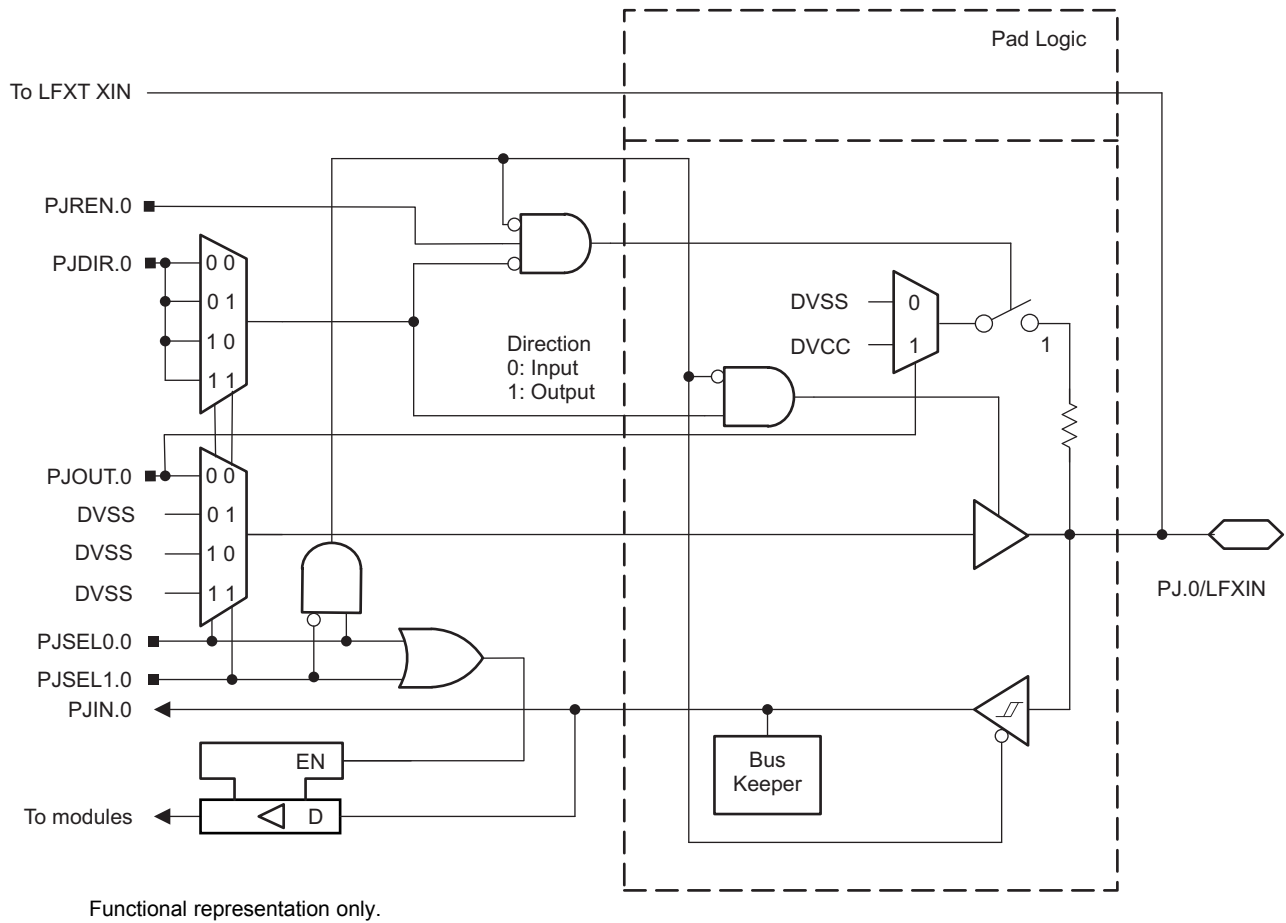 Pad Logic
To LFXT XIN
PJREN.0
PJDIR.0
0 0
0 1
1 0
1 1
Direction
0: Input
1: Output
DVSS
0
DVCC
1
1
PJOUT.0
0 0
DVSS
0 1
DVSS
1 0
DVSS
1 1
PJ.0/LFXIN
PJSEL0.0
PJSEL1.0
PJIN.0
EN
Bus
Keeper
To modules
D
Functional representation only.